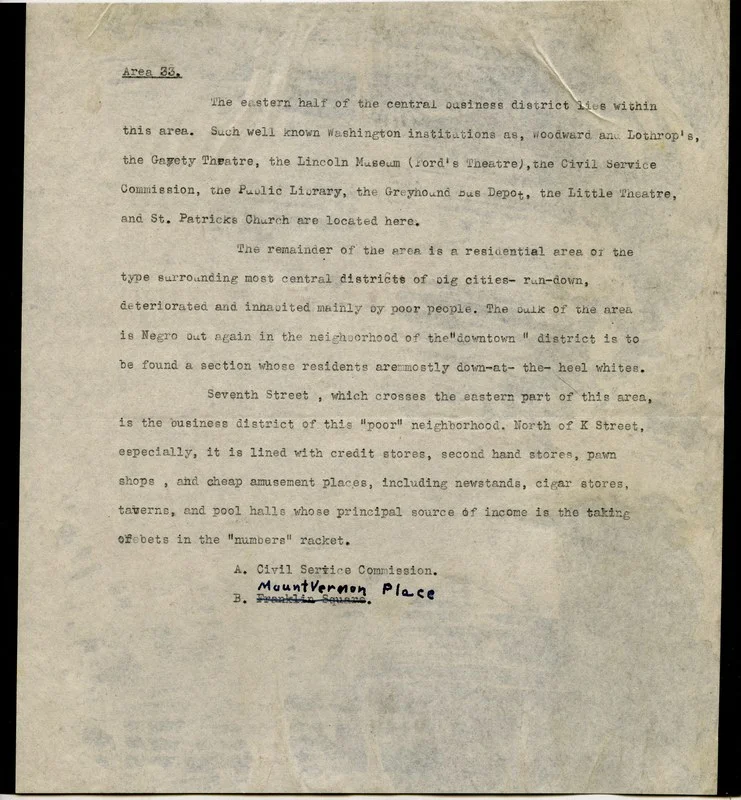 Area 33.
The eastern half of the central business district lies within
this area. Such well known Washington institutions as, Woodward and Lothrop's,
the Gayety Theatre, the Lincoln Museum (Ford's Theatre),the Civil Service
Commission, the Public Library, the Greyhound Bus Depot, the Little Theatre,
and St. Patricks Church are located here.
The remainder of the area is a residential area of the
type surrounding most central districts of big cities- run-down,
deteriorated and inhabited mainly by poor people. The bulk of the area
is Negro but again in the neighborhood of the"downtown " district is to
be found a section whose residents aremmostly down-at- the- heel whites.
Seventh Street , which crosses the eastern part of this area,
is the business district of this "poor" neighborhood. North of K Street,
especially, it is lined with credit stores, second hand stores, pawn
shops , and cheap amusement places, including newstands, cigar stores,
taverns, and pool halls whose principal source of income is the taking
of bets in the "numbers" racket.
A. Civil Service Commission.
Mount Vernon Place
B. Franklin Square.